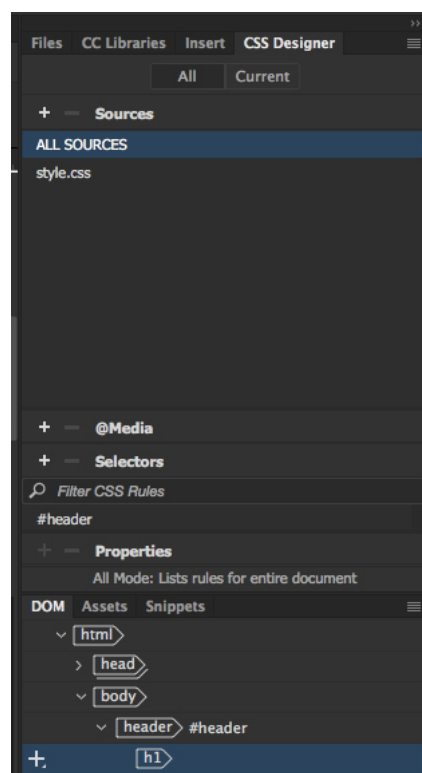 Files CC Libraries Insert CSS Designer
All Current
Sources
ALL SOURCES
style.css
@Media
Selectors
Filter CSS Rules
#header
Properties
All Mode: Lists rules for entire document
DOM Assets Snippets
html
head
body
header #header
h1